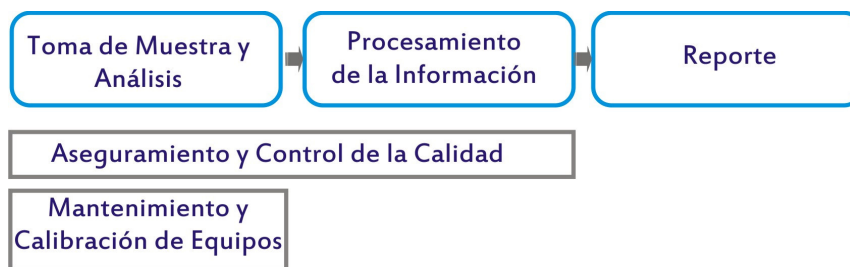 Toma de Muestra y
Análisis
Procesamiento
de la Información
Reporte
Aseguramiento y Control de la Calidad
Mantenimiento y
Calibración de Equipos